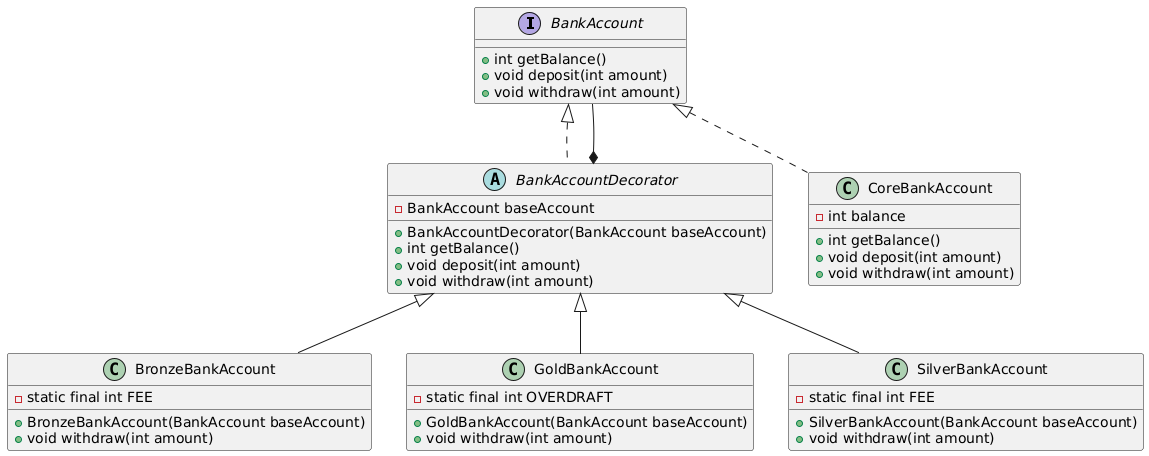 I BankAccount
int getBalance()
void deposit(int amount)
void withdraw(int amount)
A BankAccountDecorator
BankAccount baseAccount
BankAccountDecorator(BankAccount baseAccount)
int getBalance()
void deposit(int amount)
void withdraw(int amount)
C CoreBankAccount
int balance
int getBalance()
void deposit(int amount)
void withdraw(int amount)
C BronzeBankAccount
static final int FEE
BronzeBankAccount(BankAccount baseAccount)
void withdraw(int amount)
C GoldBankAccount
static final int OVERDRAFT
GoldBankAccount(BankAccount baseAccount)
void withdraw(int amount)
C SilverBankAccount
static final int FEE
SilverBankAccount(BankAccount baseAccount)
void withdraw(int amount)